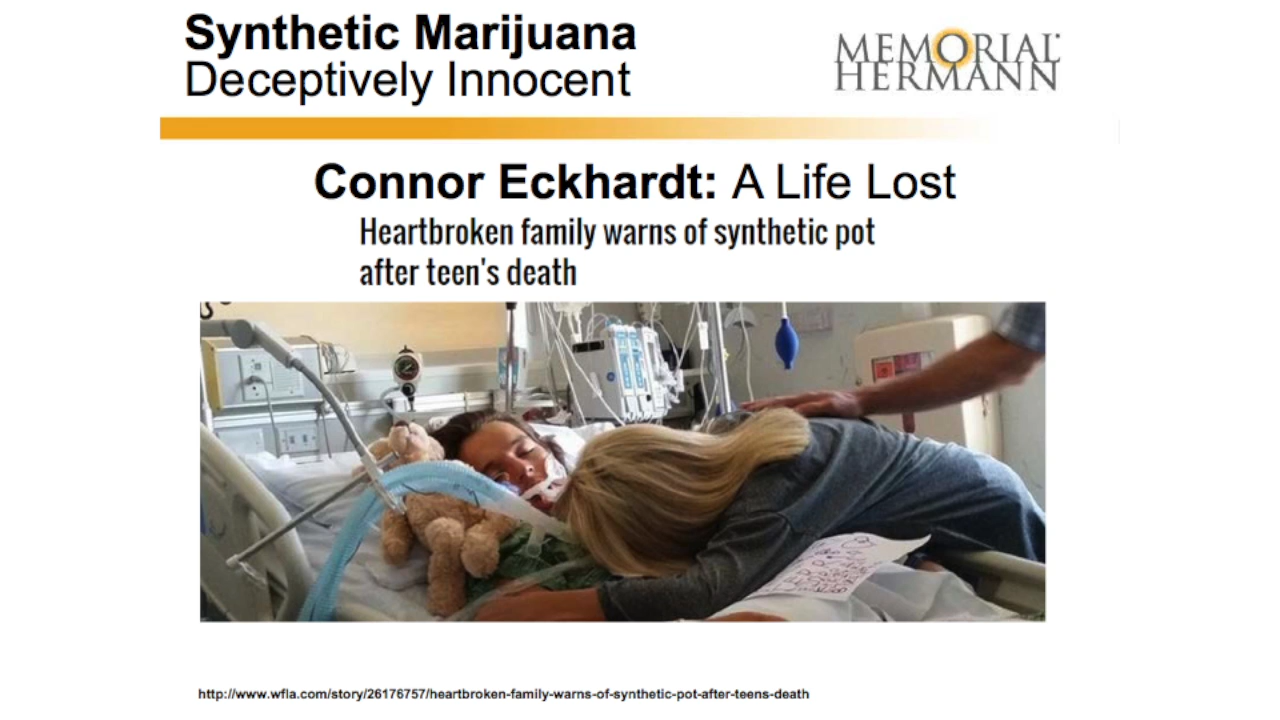 Synthetic Marijuana
Deceptively Innocent
MEMORIAL
HERMANN
Connor Eckhardt: A Life Lost
Heartbroken family warns of synthetic pot
after teen's death
http://www.wfla.com/story/26176757/heartbroken-family-warns-of-synthetic-pot-after-teens-death